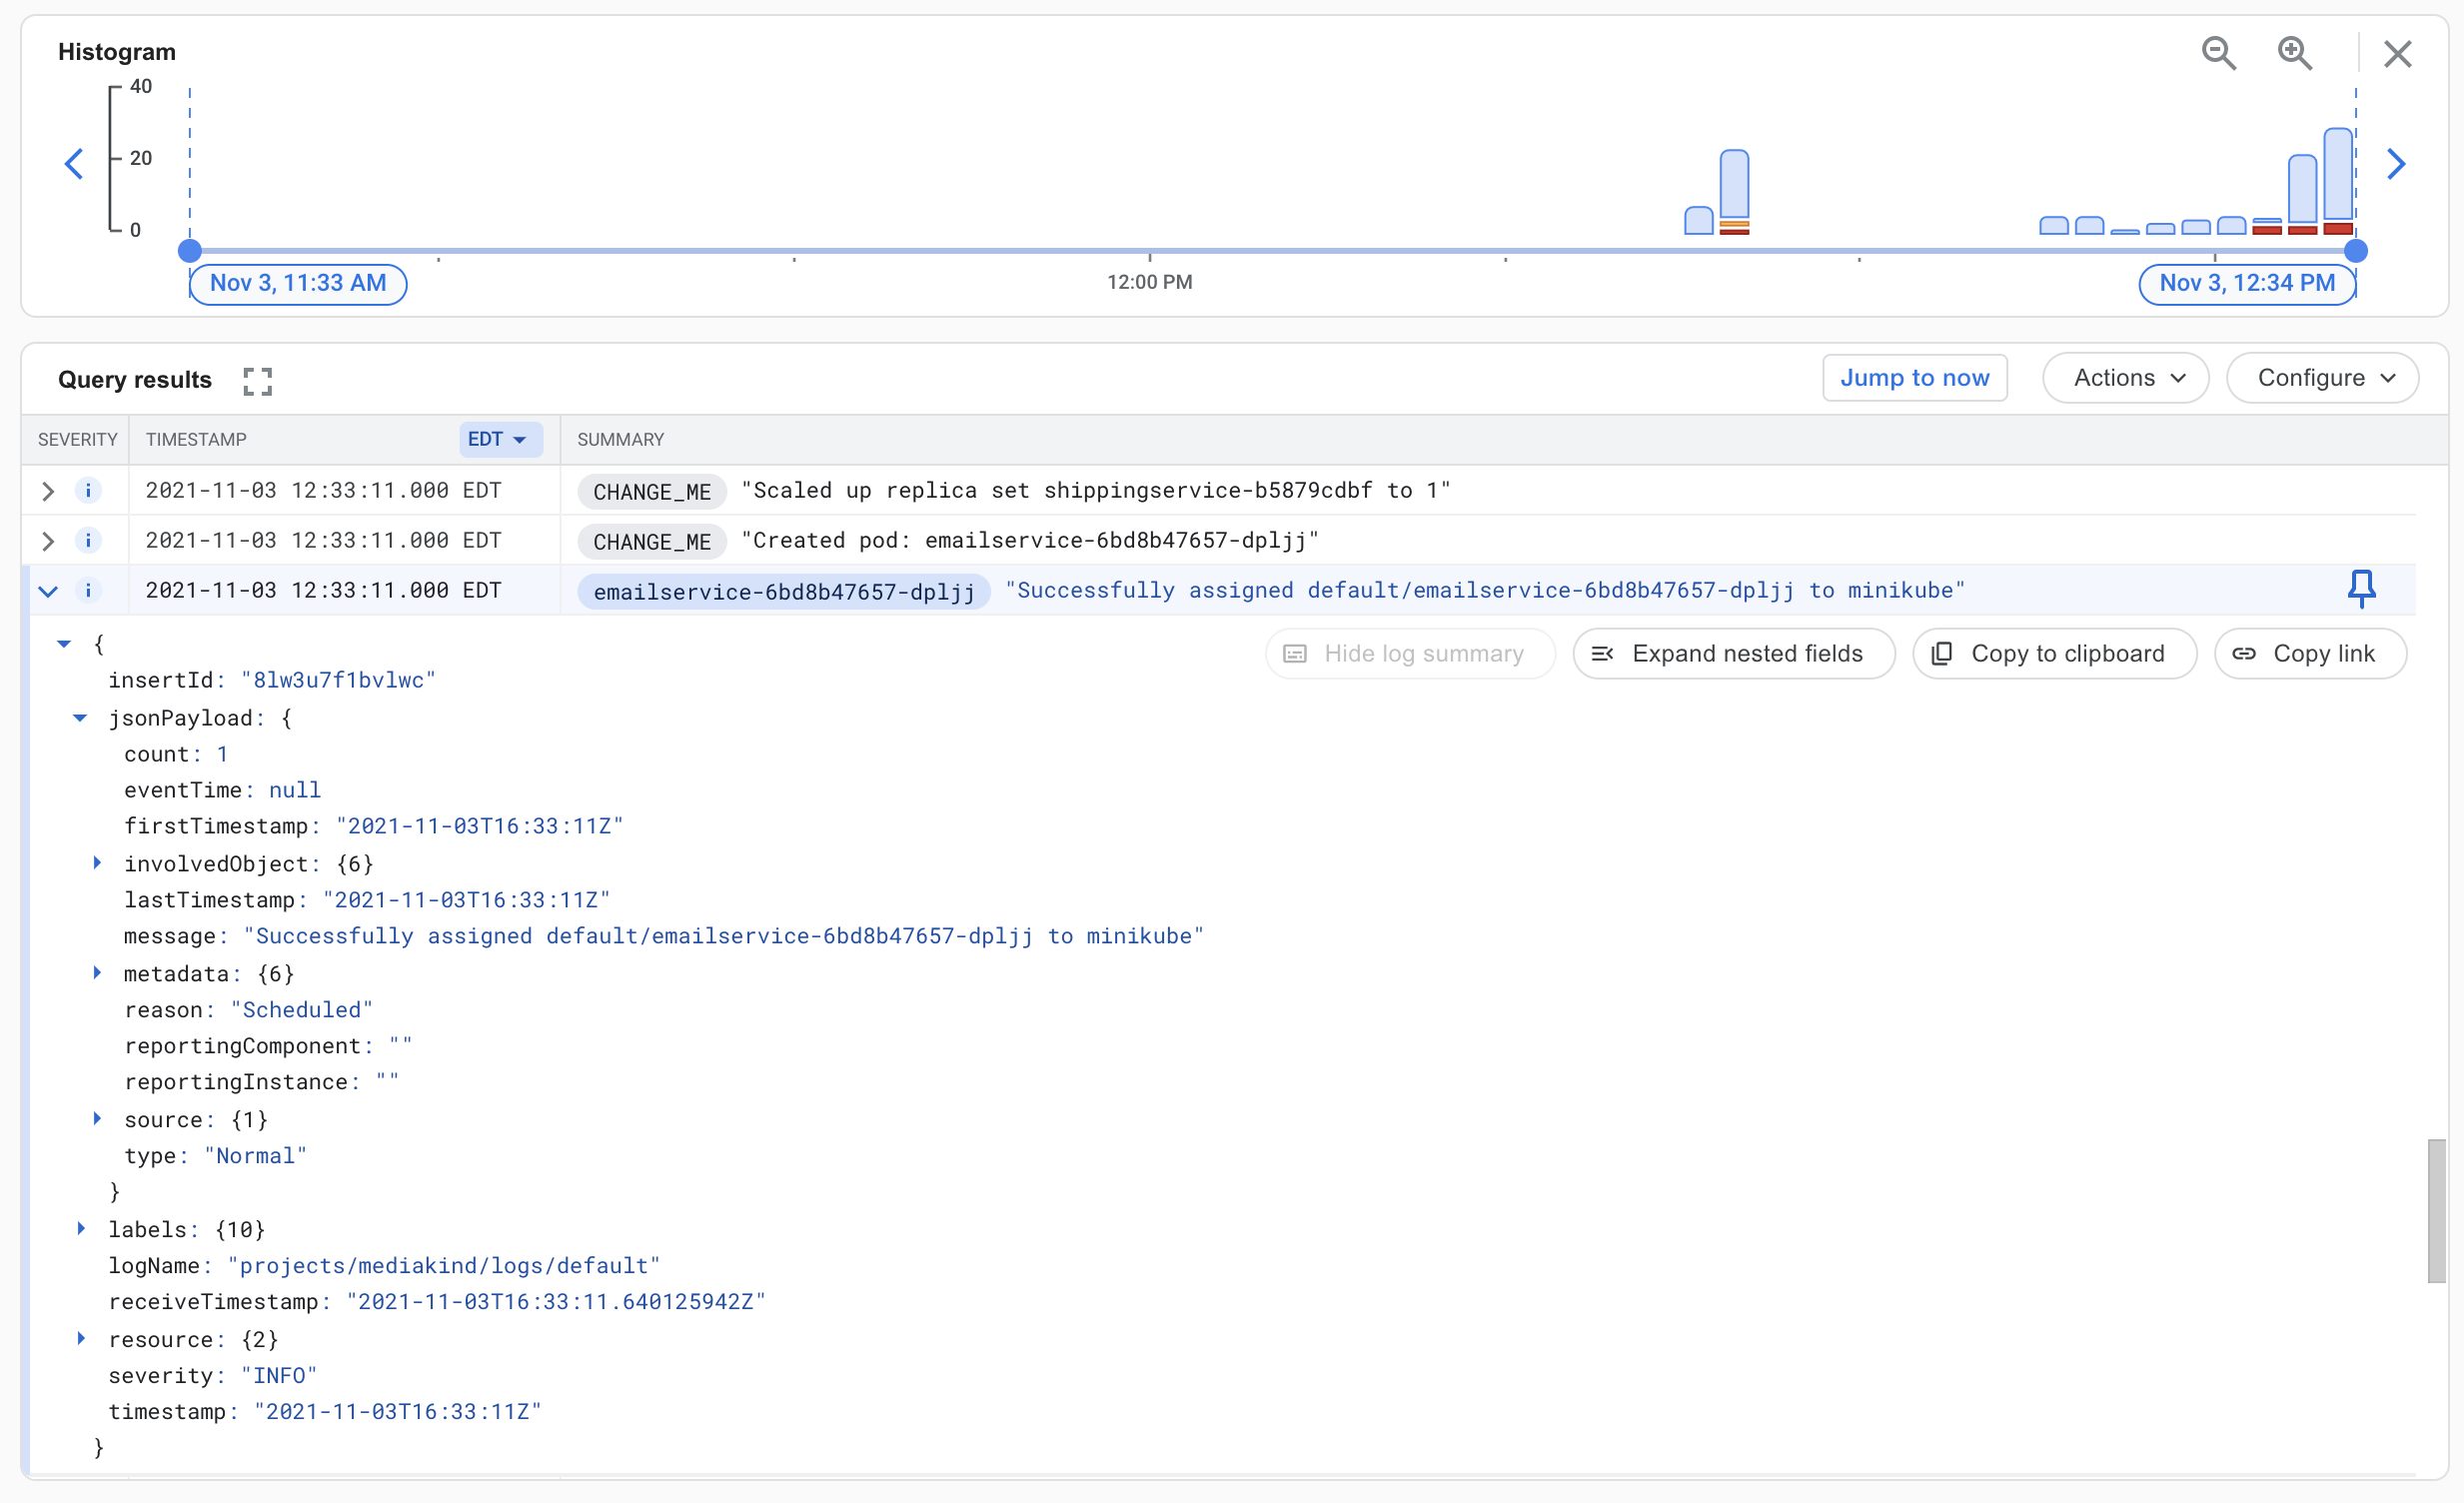 Histogram
40
20
0
Nov 3, 11:33 AM
12:00 PM
Nov 3, 12:34 PM
Query results
Jump to now
Actions
Configure
SEVERITY TIMESTAMP EDT SUMMARY
i 2021-11-03 12:33:11.000 EDT CHANGE_ME "Scaled up replica set shippingservice-b5879cdbf to 1"
i 2021-11-03 12:33:11.000 EDT CHANGE_ME "Created pod: emailservice-6bd8b47657-dpljj"
i 2021-11-03 12:33:11.000 EDT emailservice-6bd8b47657-dpljj "Successfully assigned default/emailservice-6bd8b47657-dpljj to minikube"
{
Hide log summary
Expand nested fields
Copy to clipboard
Copy link
insertId: "8lw3u7f1bvlwc"
jsonPayload: {
count: 1
eventTime: null
firstTimestamp: "2021-11-03T16:33:11Z"
involvedObject: {6}
lastTimestamp: "2021-11-03T16:33:11Z"
message: "Successfully assigned default/emailservice-6bd8b47657-dpljj to minikube"
metadata: {6}
reason: "Scheduled"
reportingComponent: ""
reportingInstance: ""
source: {1}
type: "Normal"
}
labels: {10}
logName: "projects/mediakind/logs/default"
receiveTimestamp: "2021-11-03T16:33:11.640125942Z"
resource: {2}
severity: "INFO"
timestamp: "2021-11-03T16:33:11Z"
}